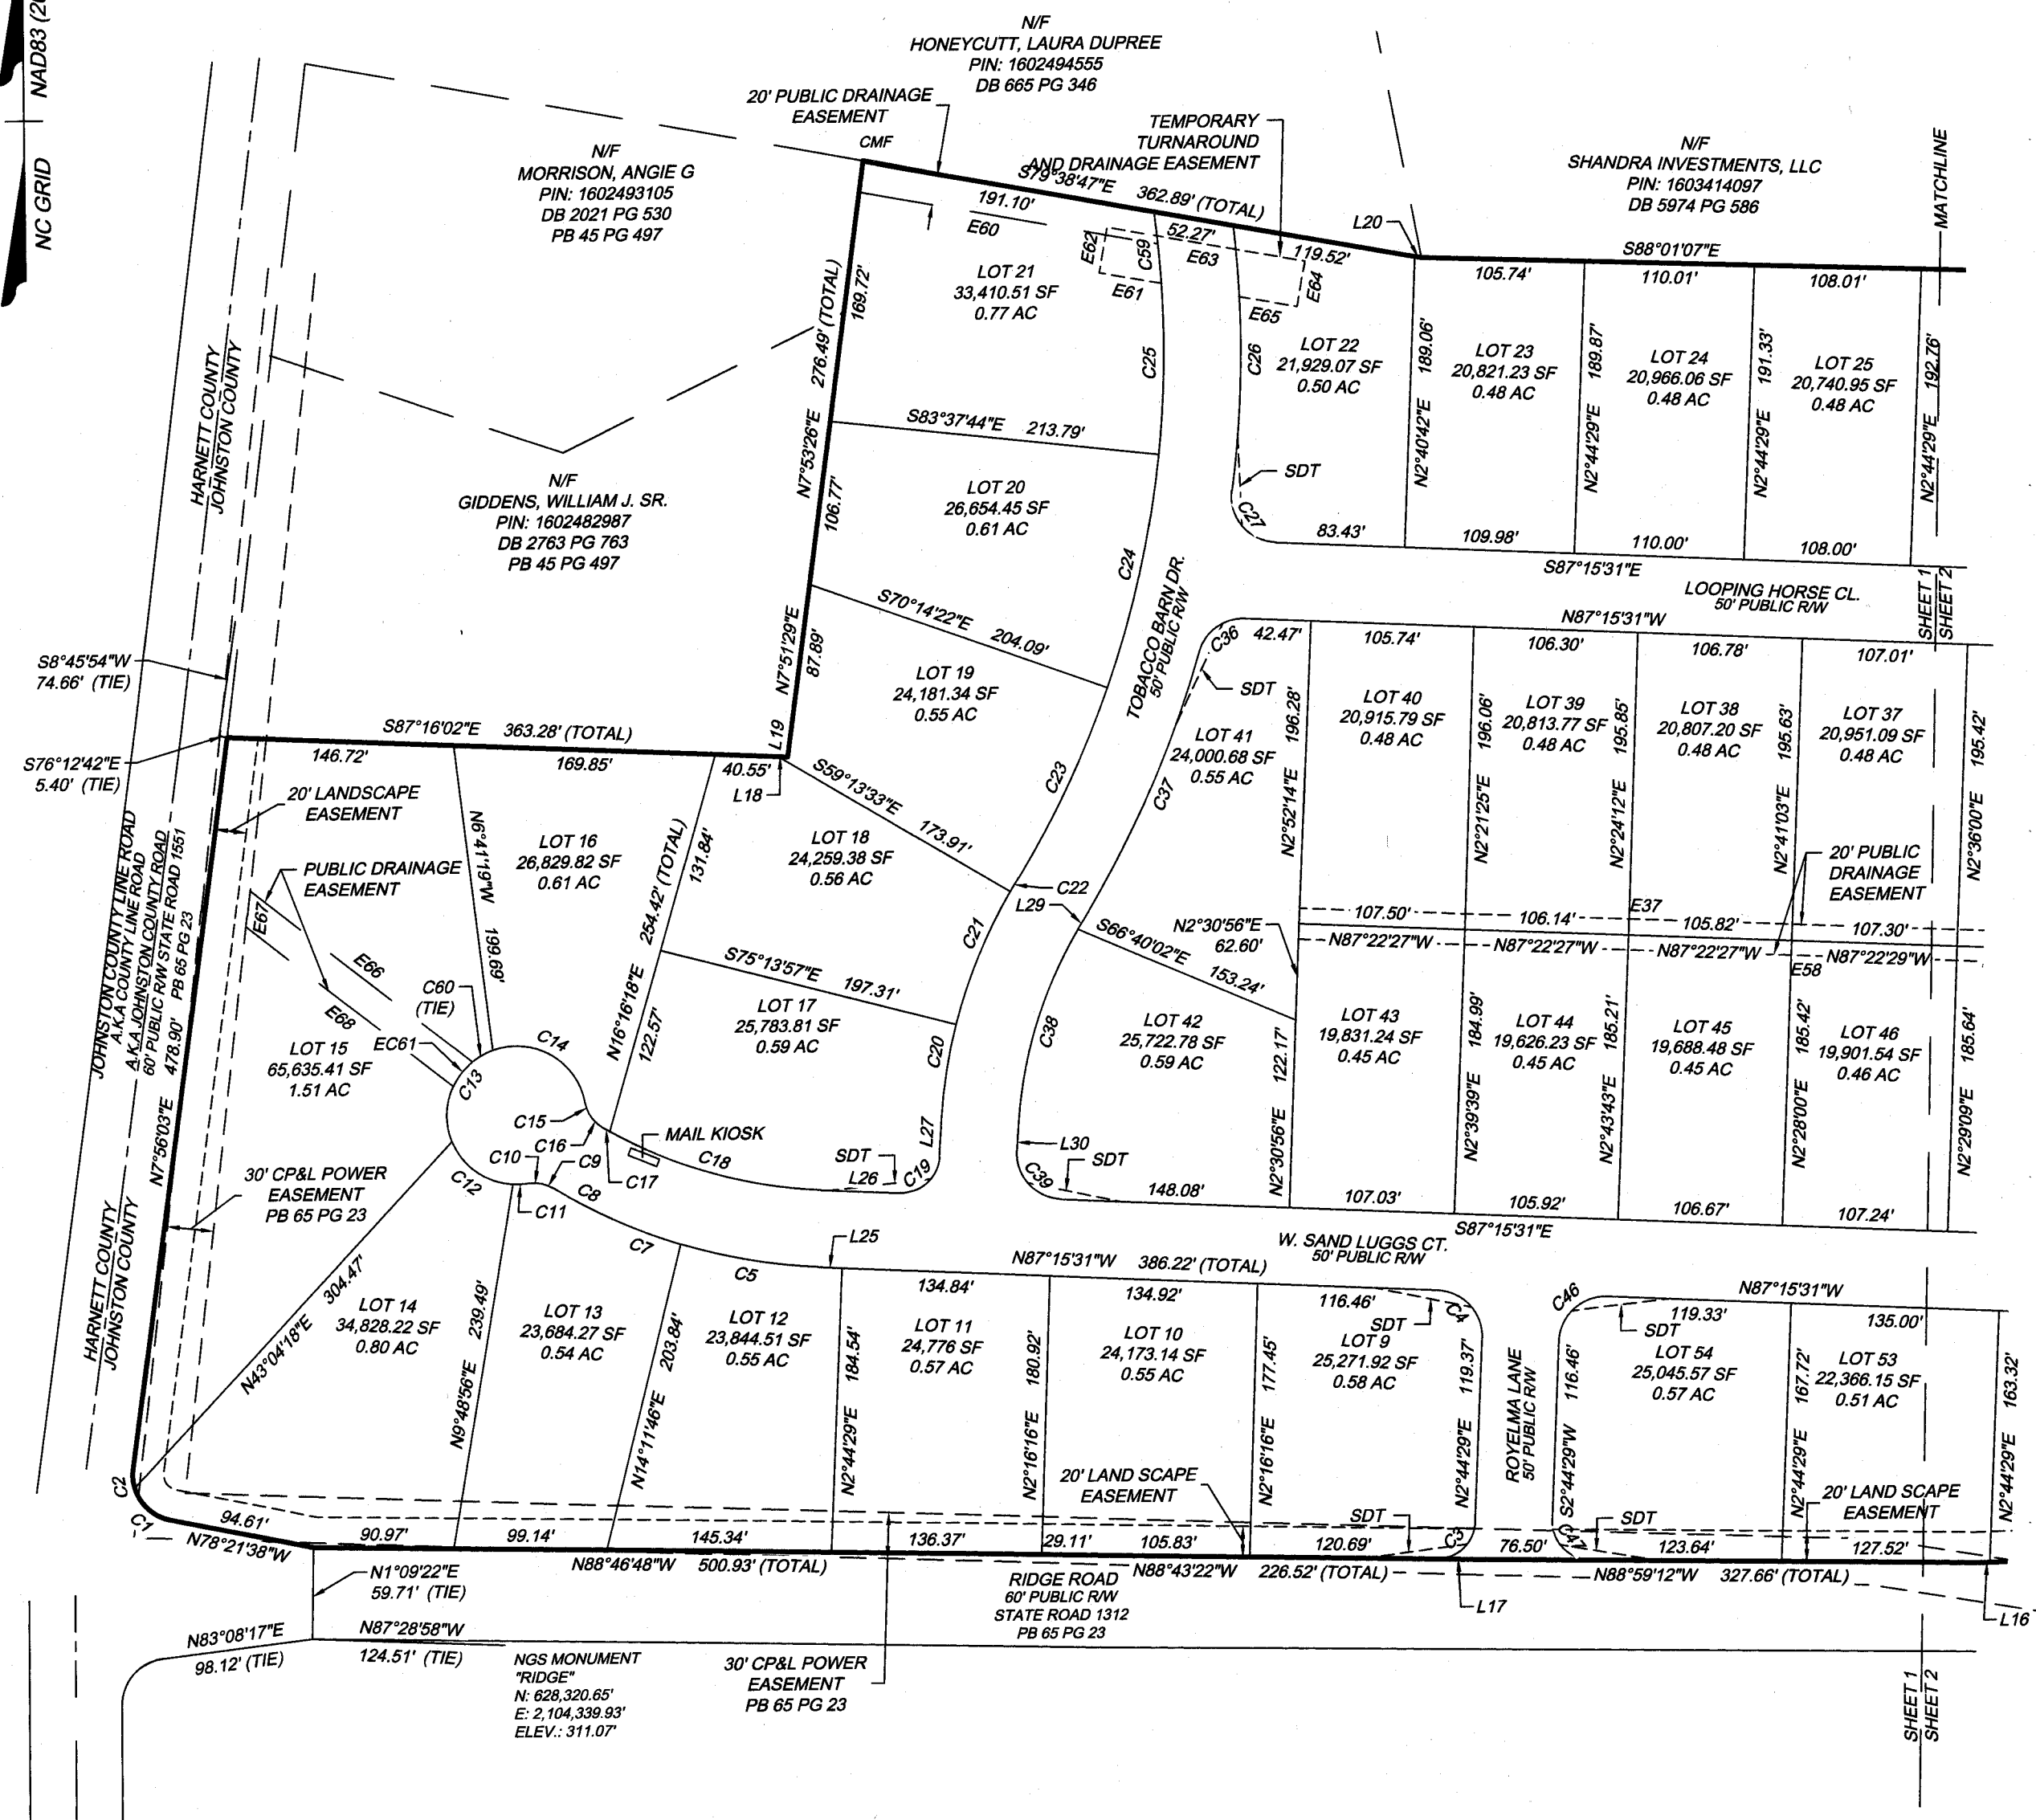 NAD83 (20
NC GRID
N/F
HONEYCUTT, LAURA DUPREE
PIN: 1602494555
DB 665 PG 346
20' PUBLIC DRAINAGE
EASEMENT
CMF
TEMPORARY
TURNAROUND
AND DRAINAGE EASEMENT
S79°38'47"E 362.89' (TOTAL)
N/F
SHANDRA INVESTMENTS, LLC
PIN: 1603414097
DB 5974 PG 586
MATCHLINE
N/F
MORRISON, ANGIE G
PIN: 1602493105
DB 2021 PG 530
PB 45 PG 497
191.10'
E60
E62
C59
52.27'
E63
119.52'
E64
E61
E65
L20
S88°01'07"E
105.74'
110.01'
108.01'
HARNETT COUNTY
JOHNSTON COUNTY
N7°53'26"E 276.49' (TOTAL)
169.72'
LOT 21
33,410.51 SF
0.77 AC
C25
C26
LOT 22
21,929.07 SF
0.50 AC
N2°40'42"E 189.06'
LOT 23
20,821.23 SF
0.48 AC
N2°44'29"E 189.87'
LOT 24
20,966.06 SF
0.48 AC
N2°44'29"E 191.33'
LOT 25
20,740.95 SF
0.48 AC
N2°44'29"E 192.76'
S83°37'44"E 213.79'
SDT
C27
N/F
GIDDENS, WILLIAM J. SR.
PIN: 1602482987
DB 2763 PG 763
PB 45 PG 497
106.77'
LOT 20
26,654.45 SF
0.61 AC
C24
83.43'
109.98'
110.00'
108.00'
S87°15'31"E
LOOPING HORSE CL.
50' PUBLIC R/W
SHEET 1
SHEET 2
TOBACCO BARN DR.
50' PUBLIC R/W
S70°14'22"E 204.09'
N7°51'29"E
87.89'
LOT 19
24,181.34 SF
0.55 AC
C36
42.47'
105.74'
N87°15'31"W
106.30'
106.78'
107.01'
SDT
S8°45'54"W
74.66' (TIE)
S87°16'02"E 363.28' (TOTAL)
L19
S76°12'42"E
5.40' (TIE)
146.72'
169.85'
40.55'
L18
S59°13'33"E 173.91'
C23
C37
LOT 41
24,000.68 SF
0.55 AC
N2°52'14"E 196.28'
LOT 40
20,915.79 SF
0.48 AC
N2°21'25"E 196.06'
LOT 39
20,813.77 SF
0.48 AC
N2°24'12"E 195.85'
LOT 38
20,807.20 SF
0.48 AC
N2°41'03"E 195.63'
LOT 37
20,951.09 SF
0.48 AC
N2°36'00"E 195.42'
20' LANDSCAPE
EASEMENT
PUBLIC DRAINAGE
EASEMENT
E67
E66
E68
N6°41'19"W 199.69'
LOT 16
26,829.82 SF
0.61 AC
N16°16'18"E 254.42' (TOTAL)
131.84'
LOT 18
24,259.38 SF
0.56 AC
C22
L29
C21
20' PUBLIC
DRAINAGE
EASEMENT
107.50'
106.14'
E37
105.82'
107.30'
N87°22'27"W
N87°22'27"W
N87°22'27"W
N87°22'29"W
E58
N2°30'56"E
62.60'
S66°40'02"E 153.24'
JOHNSTON COUNTY LINE ROAD
A.K.A COUNTY LINE ROAD
A.K.A JOHNSTON COUNTY ROAD
60' PUBLIC R/W STATE ROAD 1551
PB 65 PG 23
N7°56'03"E 478.90'
C60
(TIE)
EC61
C14
C13
LOT 15
65,635.41 SF
1.51 AC
S75°13'57"E 197.31'
122.57'
LOT 17
25,783.81 SF
0.59 AC
C20
C38
LOT 42
25,722.78 SF
0.59 AC
N2°30'56"E 122.17'
LOT 43
19,831.24 SF
0.45 AC
N2°39'39"E 184.99'
LOT 44
19,626.23 SF
0.45 AC
N2°43'43"E 185.21'
LOT 45
19,688.48 SF
0.45 AC
N2°28'00"E 185.42'
LOT 46
19,901.54 SF
0.46 AC
N2°29'09"E 185.64'
C15
C16
MAIL KIOSK
C17
C18
SDT
L26
C19
L27
L30
SDT
C39
148.08'
107.03'
105.92'
106.67'
107.24'
S87°15'31"E
W. SAND LUGGS CT.
50' PUBLIC R/W
C10
C9
C8
C11
C12
C7
C5
L25
N87°15'31"W 386.22' (TOTAL)
30' CP&L POWER
EASEMENT
PB 65 PG 23
HARNETT COUNTY
JOHNSTON COUNTY
N43°04'18"E 304.47'
LOT 14
34,828.22 SF
0.80 AC
N9°48'56"E 239.49'
LOT 13
23,684.27 SF
0.54 AC
N14°11'46"E 203.84'
LOT 12
23,844.51 SF
0.55 AC
N2°44'29"E 184.54'
134.84'
LOT 11
24,776 SF
0.57 AC
N2°16'16"E 180.92'
134.92'
LOT 10
24,173.14 SF
0.55 AC
N2°16'16"E 177.45'
116.46'
SDT
C4
LOT 9
25,271.92 SF
0.58 AC
N2°44'29"E 119.37'
ROYELMA LANE
50' PUBLIC R/W
C46
N87°15'31"W
SDT
119.33'
135.00'
S2°44'29"W 116.46'
LOT 54
25,045.57 SF
0.57 AC
N2°44'29"E 167.72'
LOT 53
22,366.15 SF
0.51 AC
N2°44'29"E 163.32'
20' LAND SCAPE
EASEMENT
SDT
C3
C47
SDT
20' LAND SCAPE
EASEMENT
C2
C1
94.61'
N78°21'38"W
90.97'
99.14'
145.34'
136.37'
29.11'
105.83'
120.69'
76.50'
123.64'
127.52'
N88°46'48"W 500.93' (TOTAL)
N88°43'22"W 226.52' (TOTAL)
N88°59'12"W 327.66' (TOTAL)
L17
L16
N1°09'22"E
59.71' (TIE)
RIDGE ROAD
60' PUBLIC R/W
STATE ROAD 1312
PB 65 PG 23
N83°08'17"E
98.12' (TIE)
N87°28'58"W
124.51' (TIE)
NGS MONUMENT
"RIDGE"
N: 628,320.65'
E: 2,104,339.93'
ELEV.: 311.07'
30' CP&L POWER
EASEMENT
PB 65 PG 23
SHEET 1
SHEET 2